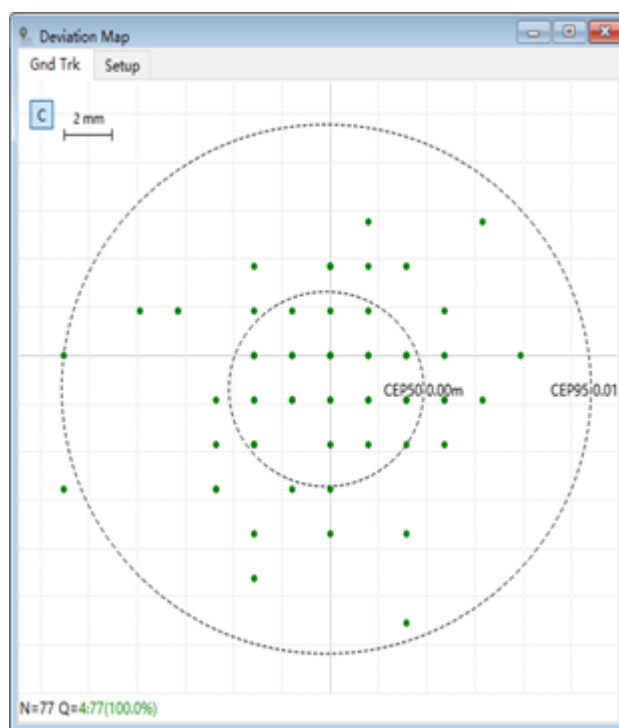 Deviation Map
Gnd Trk Setup
C 2 mm
CEP50:0.00m CEP95:0.01
N=77 Q=4:77(100.0%)